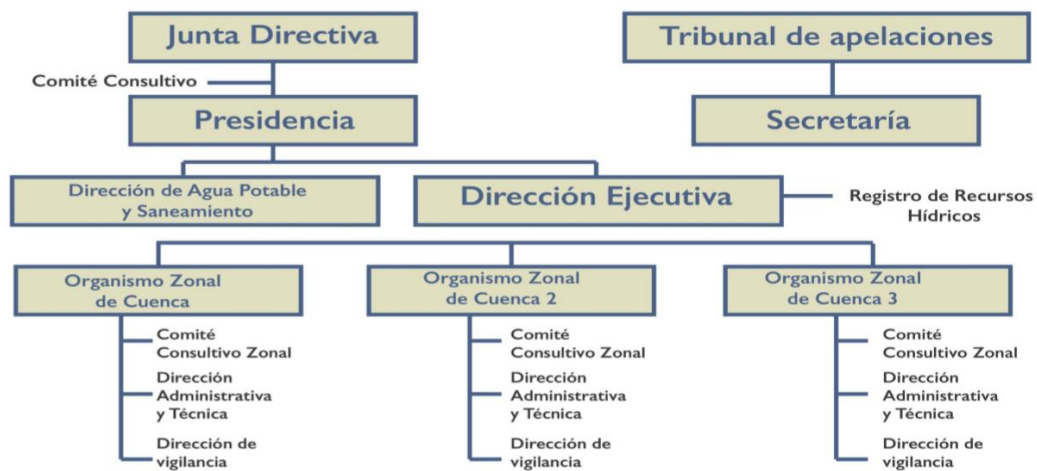 Junta Directiva
Tribunal de apelaciones
Comité Consultivo
Presidencia
Secretaría
Dirección de Agua Potable
y Saneamiento
Dirección Ejecutiva
Registro de Recursos
Hídricos
Organismo Zonal
de Cuenca
Organismo Zonal
de Cuenca 2
Organismo Zonal
de Cuenca 3
Comité
Consultivo Zonal
Dirección
Administrativa
y Técnica
Dirección de
vigilancia
Comité
Consultivo Zonal
Dirección
Administrativa
y Técnica
Dirección de
vigilancia
Comité
Consultivo Zonal
Dirección
Administrativa
y Técnica
Dirección de
vigilancia